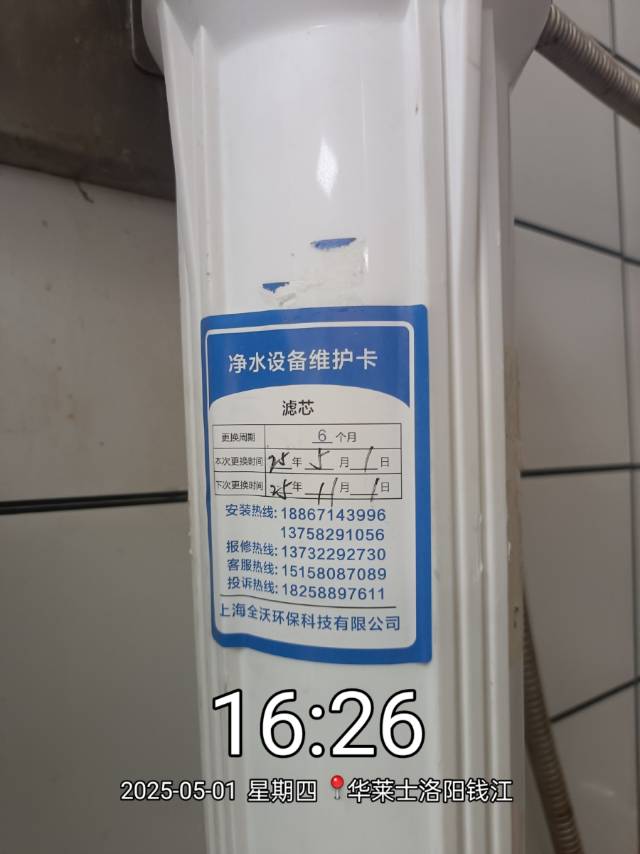 净水设备维护卡
滤芯
更换周期 6 个月
本次更换时间 25 年 5 月 1 日
下次更换时间 25 年 11 月 1 日
安装热线: 18867143996
13758291056
报修热线: 13732292730
客服热线: 15158087089
投诉热线: 18258897611
上海全沃环保科技有限公司
16:26
2025-05-01 星期四 📍华莱士洛阳钱江